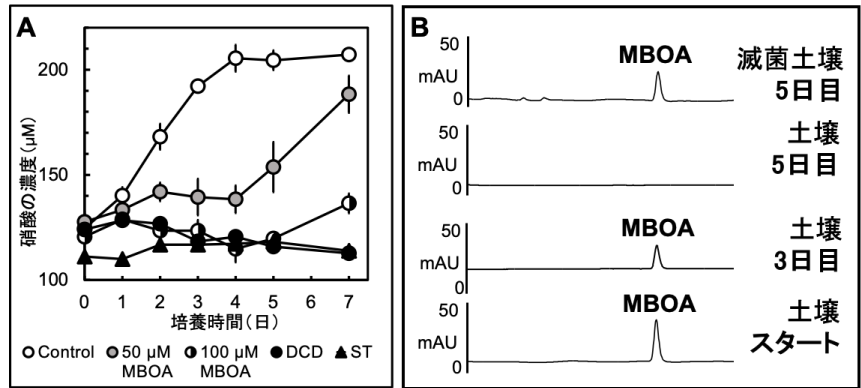 A
硝酸の濃度(μM)
200
150
100
0 1 2 3 4 5 6 7
培養時間(日)
Control 50 μM MBOA 100 μM MBOA DCD ST
B
50
mAU
0
MBOA
滅菌土壌
5日目
50
mAU
0
土壌
5日目
50
mAU
0
MBOA
土壌
3日目
50
mAU
0
MBOA
土壌
スタート